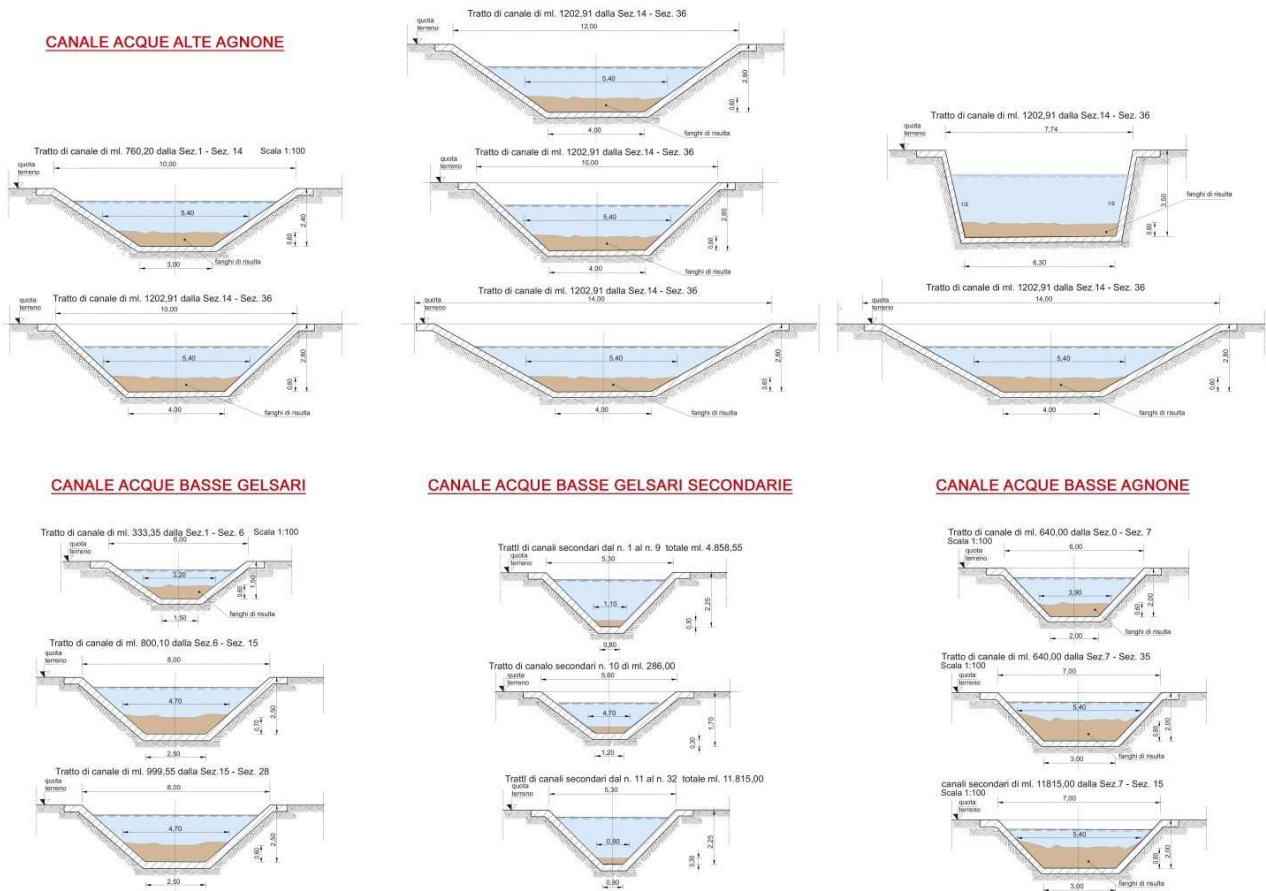 CANALE ACQUE ALTE AGNONE
Tratto di canale di ml. 760,20 dalla Sez.1 - Sez. 14 Scala 1:100
quota
terreno
10,00
5,40
2,40
0,60
fanghi di risulta
3,00
Tratto di canale di ml. 1202,91 dalla Sez.14 - Sez. 36
quota
terreno
10,00
5,40
2,80
0,60
fanghi di risulta
4,00
Tratto di canale di ml. 1202,91 dalla Sez.14 - Sez. 36
quota
terreno
12,00
5,40
2,80
0,60
fanghi di risulta
4,00
Tratto di canale di ml. 1202,91 dalla Sez.14 - Sez. 36
quota
terreno
10,00
5,40
2,80
0,60
fanghi di risulta
4,00
Tratto di canale di ml. 1202,91 dalla Sez.14 - Sez. 36
quota
terreno
14,00
5,40
2,80
0,60
fanghi di risulta
4,00
Tratto di canale di ml. 1202,91 dalla Sez.14 - Sez. 36
quota
terreno
7,74
fanghi di risulta
1/2
1/2
3,60
0,60
6,30
Tratto di canale di ml. 1202,91 dalla Sez.14 - Sez. 36
quota
terreno
14,00
5,40
2,80
0,60
fanghi di risulta
4,00
CANALE ACQUE BASSE GELSARI
Tratto di canale di ml. 333,35 dalla Sez.1 - Sez. 6 Scala 1:100
quota
terreno
6,00
3,20
1,50
0,60
fanghi di risulta
1,50
Tratto di canale di ml. 800,10 dalla Sez.6 - Sez. 15
quota
terreno
8,00
4,70
2,50
0,70
2,50
Tratto di canale di ml. 999,55 dalla Sez.15 - Sez. 28
quota
terreno
8,00
4,70
2,50
0,60
2,50
CANALE ACQUE BASSE GELSARI SECONDARIE
Trattl di canali secondari dal n. 1 al n. 9 totale ml. 4.858,55
quota
terreno
5,30
1,10
2,25
0,30
0,80
Tratto di canalo secondari n. 10 di ml. 286,00
quota
terreno
5,60
4,70
1,70
0,30
1,20
Trattl di canali secondari dal n. 11 al n. 32 totale ml. 11.815,00
quota
terreno
5,30
0,80
2,25
0,30
0,80
CANALE ACQUE BASSE AGNONE
Tratto di canale di ml. 640,00 dalla Sez.0 - Sez. 7
Scala 1:100
quota
terreno
6,00
3,90
2,00
0,60
fanghi di risulta
2,00
Tratto di canale di ml. 640,00 dalla Sez.7 - Sez. 35
Scala 1:100
quota
terreno
7,00
5,40
2,00
0,80
fanghi di risulta
3,00
canali secondari di ml. 11815,00 dalla Sez.7 - Sez. 15
Scala 1:100
quota
terreno
7,00
5,40
2,00
0,80
fanghi di risulta
3,00